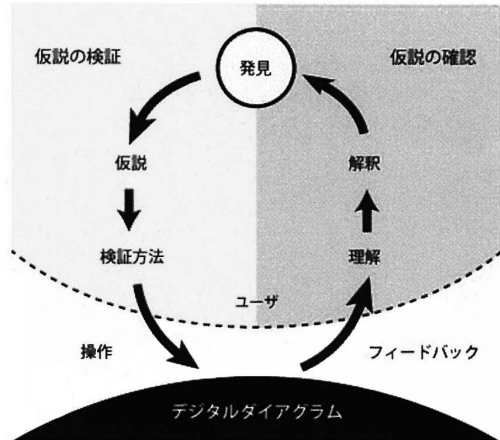 仮説の検証
発見
仮説の確認
仮説
解釈
検証方法
理解
ユーザ
操作
フィードバック
デジタルダイアグラム